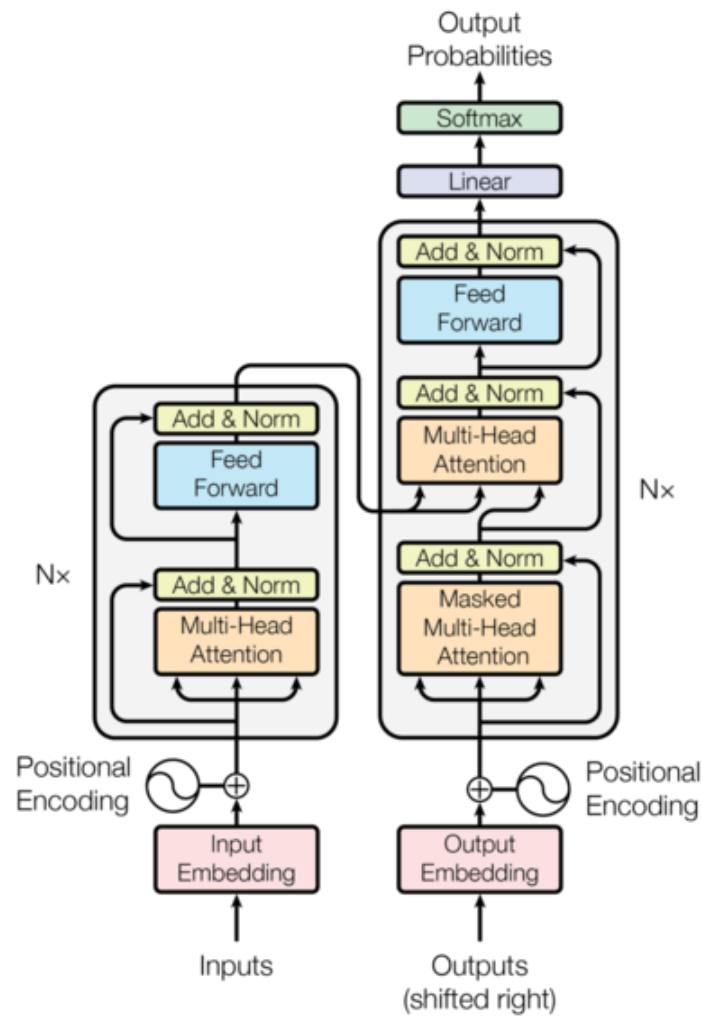 Output
Probabilities
Softmax
Linear
Add & Norm
Feed
Forward
Add & Norm
Multi-Head
Attention
Add & Norm
Masked
Multi-Head
Attention
Nx
Add & Norm
Feed
Forward
Add & Norm
Multi-Head
Attention
Nx
Positional
Encoding
Positional
Encoding
Input
Embedding
Output
Embedding
Inputs
Outputs
(shifted right)